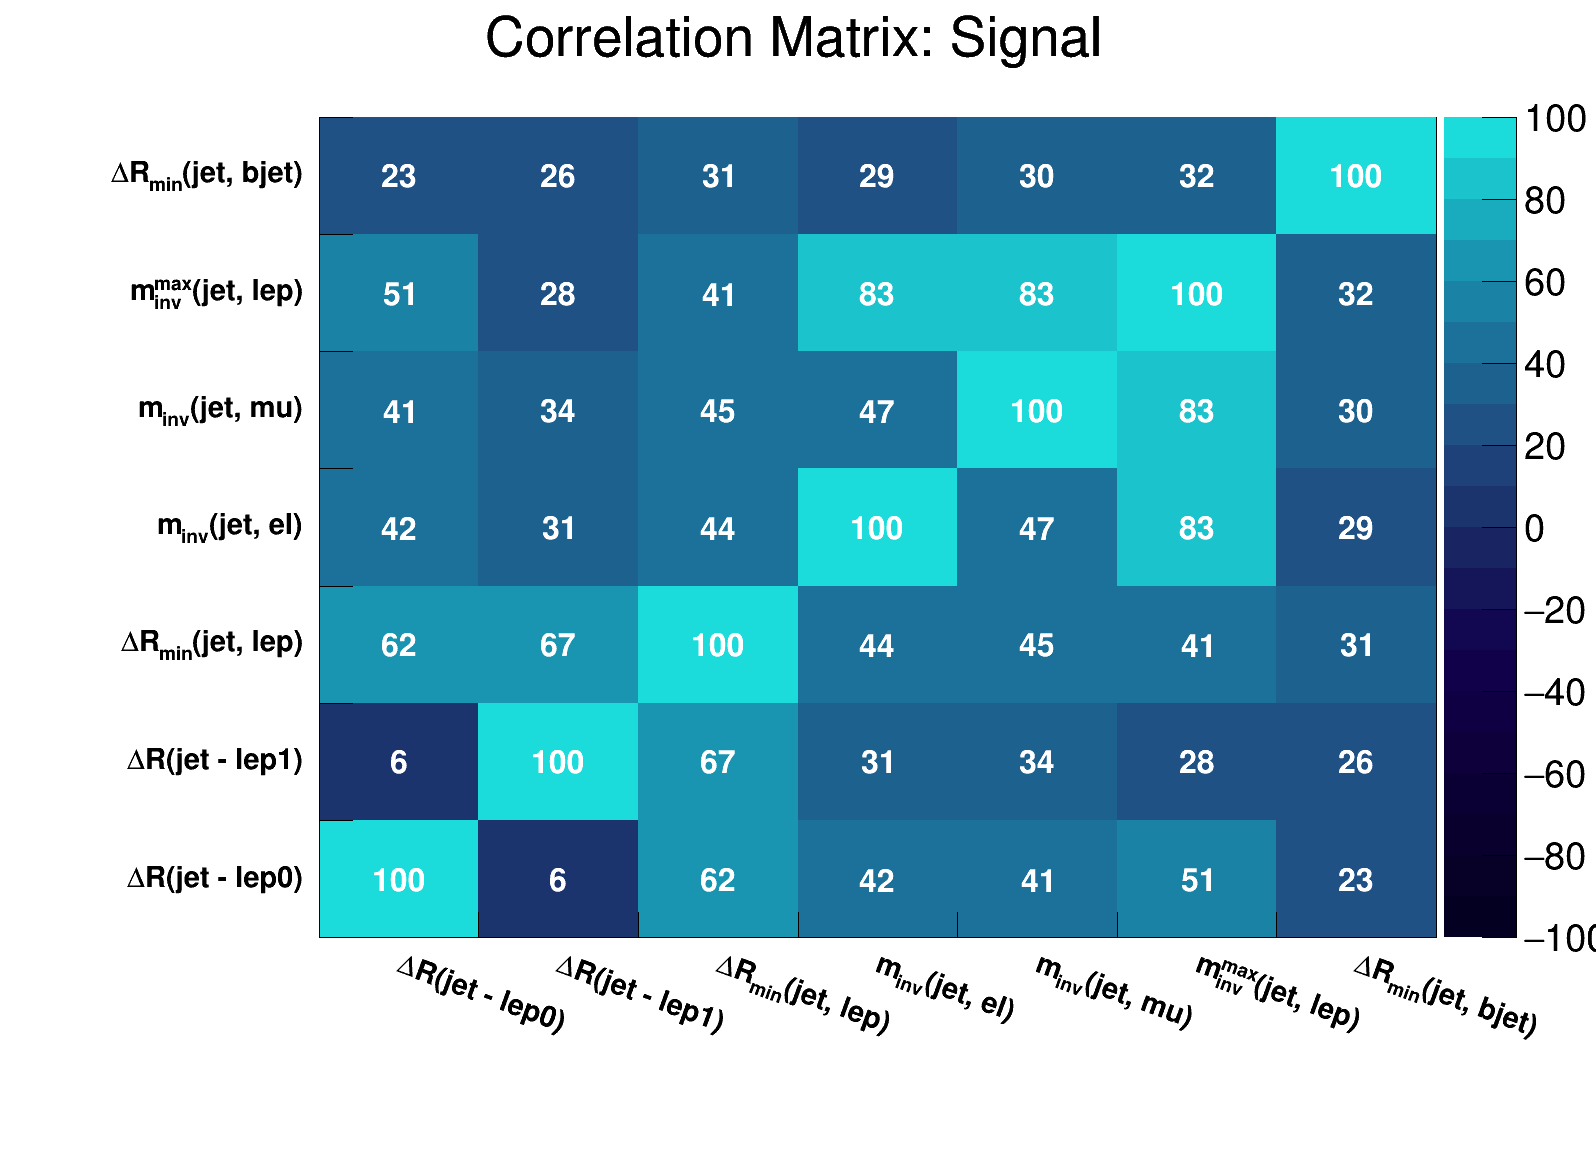 Correlation Matrix: Signal
ΔRmin(jet, bjet) 23 26 31 29 30 32 100
mmaxinv(jet, lep) 51 28 41 83 83 100 32
minv(jet, mu) 41 34 45 47 100 83 30
minv(jet, el) 42 31 44 100 47 83 29
ΔRmin(jet, lep) 62 67 100 44 45 41 31
ΔR(jet - lep1) 6 100 67 31 34 28 26
ΔR(jet - lep0) 100 6 62 42 41 51 23
ΔR(jet - lep0)
ΔR(jet - lep1)
ΔRmin(jet, lep)
minv(jet, el)
minv(jet, mu)
mmaxinv(jet, lep)
ΔRmin(jet, bjet)
100
80
60
40
20
0
−20
−40
−60
−80
−100